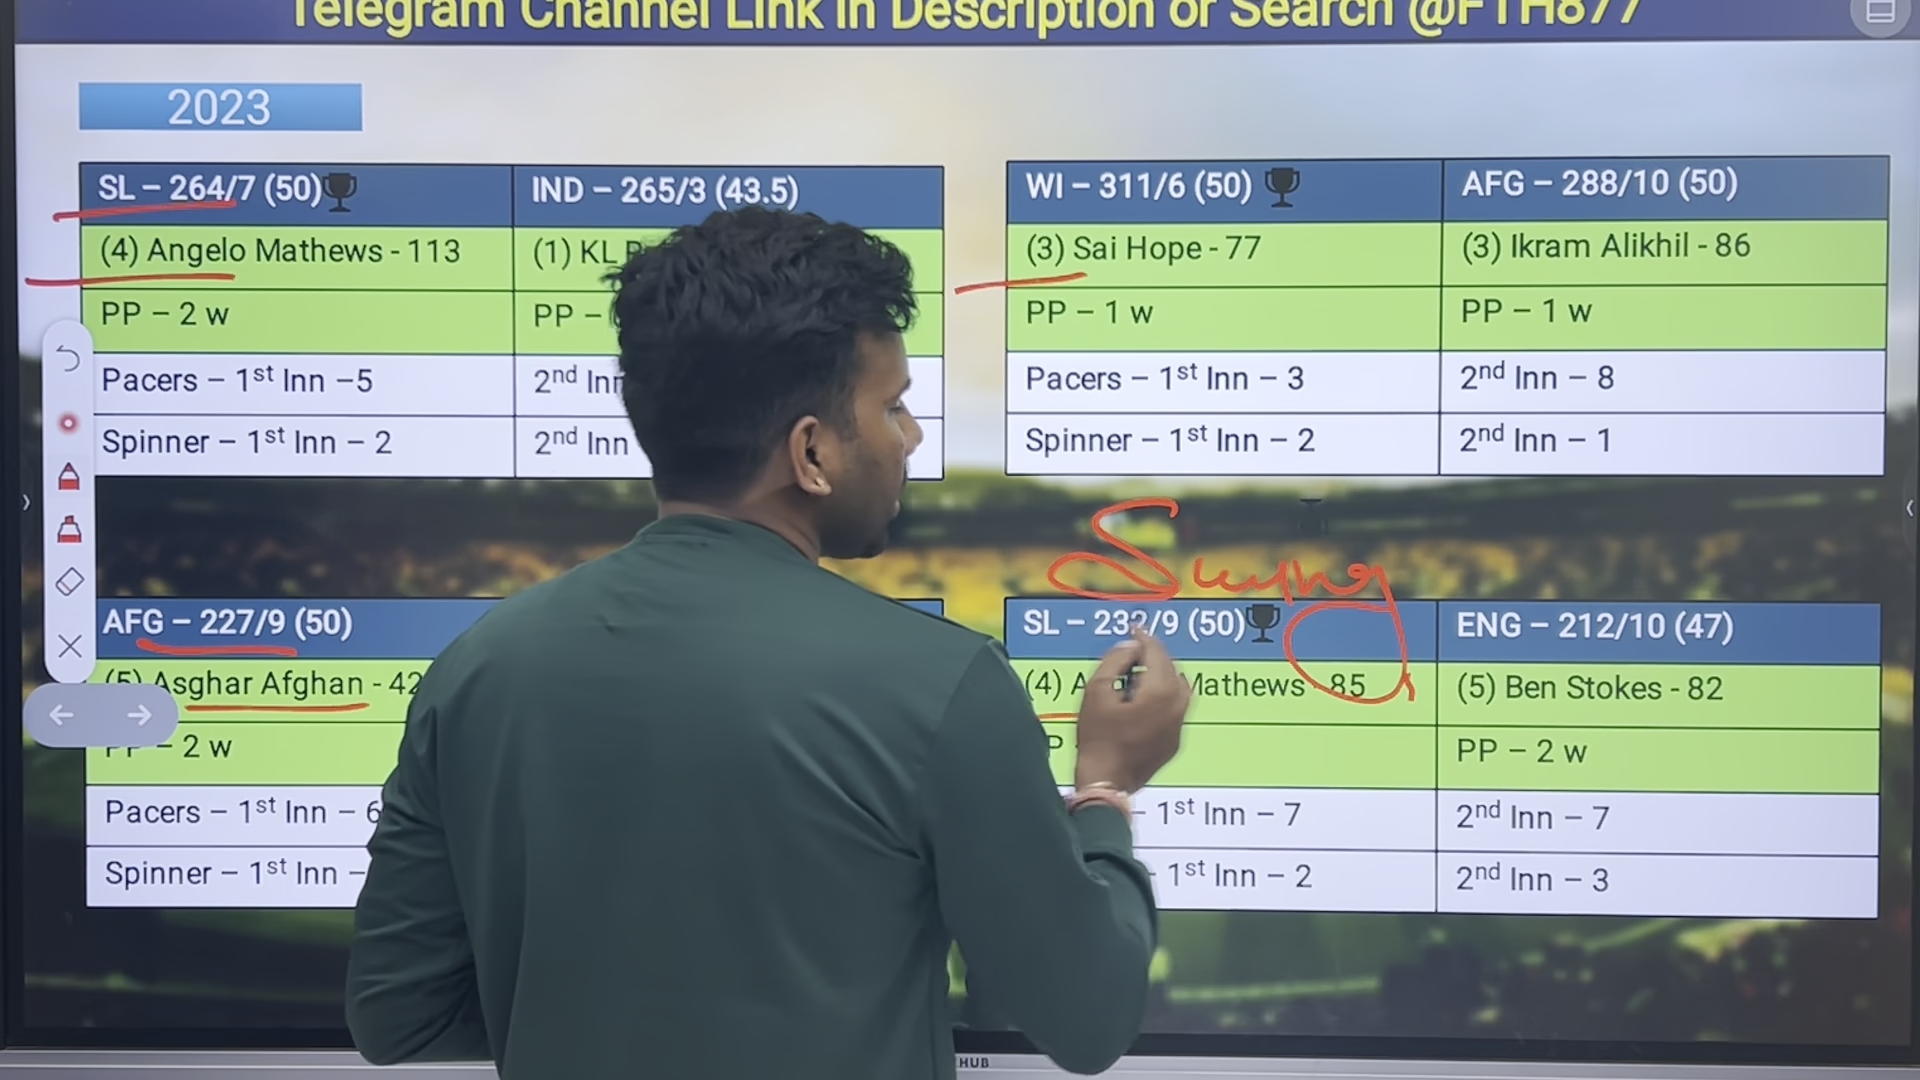 Telegram Channel Link in Description or Search @FTH877
2023
SL – 264/7 (50) IND – 265/3 (43.5)
(4) Angelo Mathews - 113 (1) KL
PP – 2 w PP –
Pacers – 1st Inn –5 2nd Inn
Spinner – 1st Inn – 2 2nd Inn
WI – 311/6 (50) AFG – 288/10 (50)
(3) Sai Hope - 77 (3) Ikram Alikhil - 86
PP – 1 w PP – 1 w
Pacers – 1st Inn – 3 2nd Inn – 8
Spinner – 1st Inn – 2 2nd Inn – 1
Swing
AFG – 227/9 (50)
(5) Asghar Afghan - 42
PP – 2 w
Pacers – 1st Inn – 6
Spinner – 1st Inn –
SL – 232/9 (50) ENG – 212/10 (47)
(4) Mathews - 85 (5) Ben Stokes - 82
PP – 2 w
– 1st Inn – 7 2nd Inn – 7
- 1st Inn – 2 2nd Inn – 3
HUB